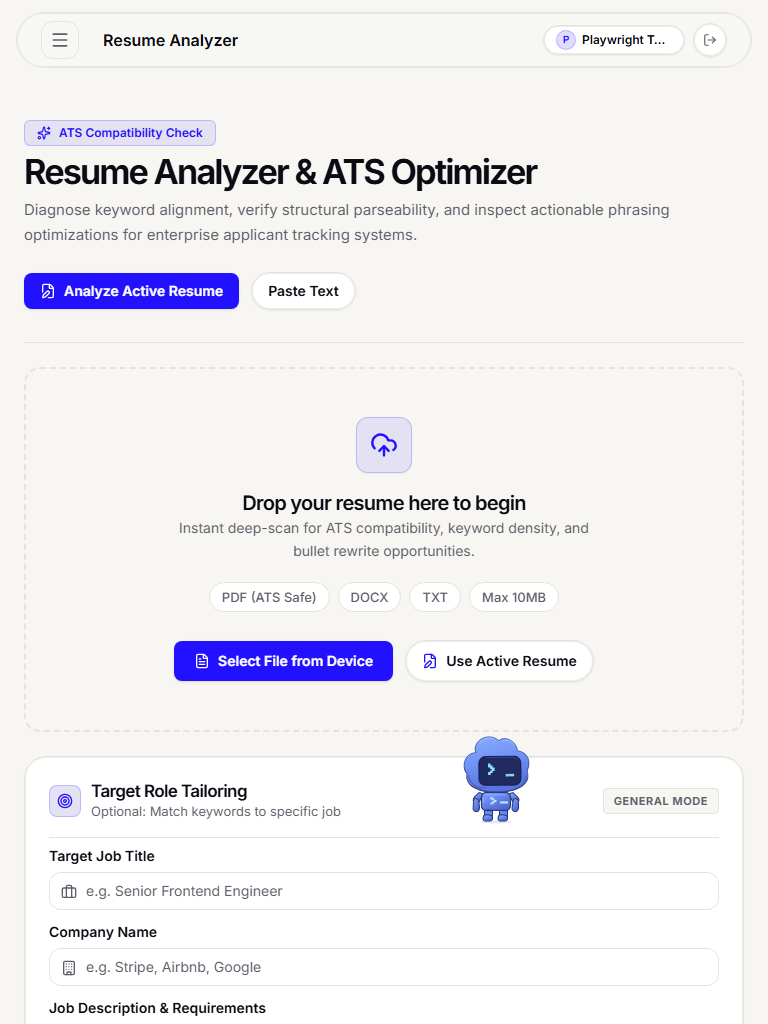 Resume Analyzer
P
Playwright T...
ATS Compatibility Check
Resume Analyzer & ATS Optimizer
Diagnose keyword alignment, verify structural parseability, and inspect actionable phrasing
optimizations for enterprise applicant tracking systems.
Analyze Active Resume
Paste Text
Drop your resume here to begin
Instant deep-scan for ATS compatibility, keyword density, and
bullet rewrite opportunities.
PDF (ATS Safe)
DOCX
TXT
Max 10MB
Select File from Device
Use Active Resume
Target Role Tailoring
Optional: Match keywords to specific job
GENERAL MODE
Target Job Title
e.g. Senior Frontend Engineer
Company Name
e.g. Stripe, Airbnb, Google
Job Description & Requirements